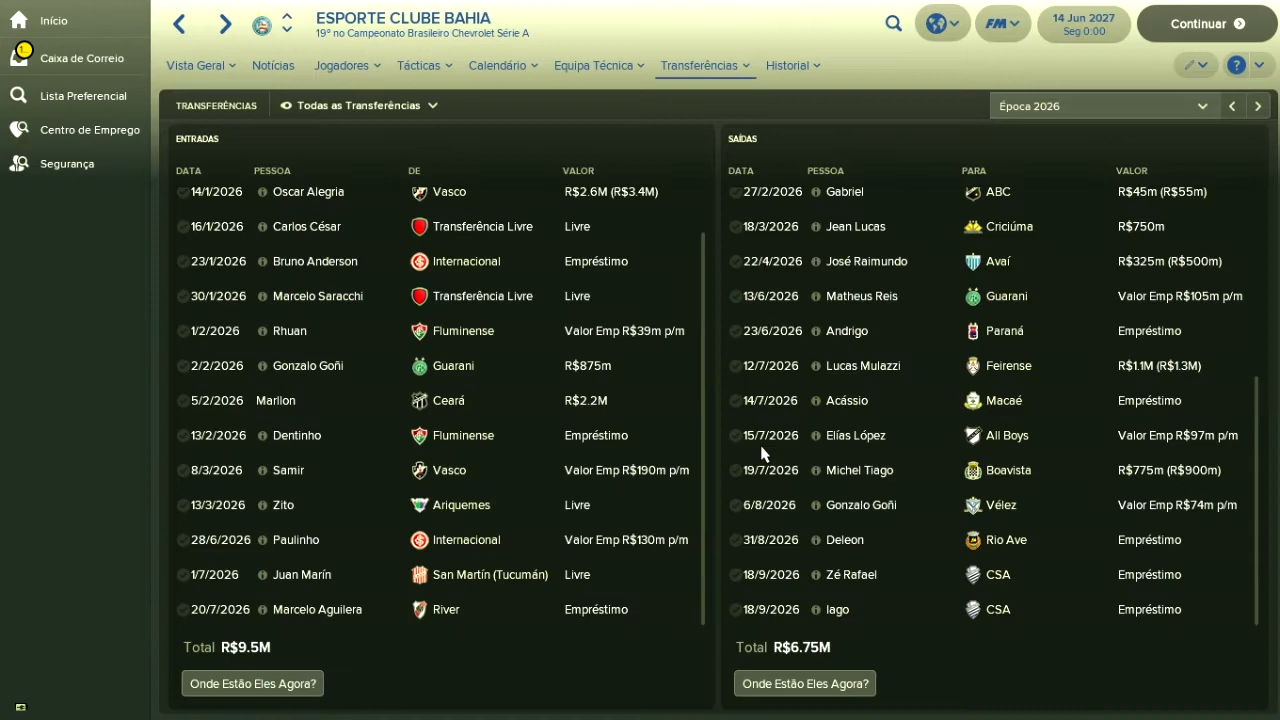 Início
Caixa de Correio
Lista Preferencial
Centro de Emprego
Segurança
ESPORTE CLUBE BAHIA
19º no Campeonato Brasileiro Chevrolet Série A
FM
14 Jun 2027
Seg 0:00
Continuar
Vista Geral
Notícias
Jogadores
Tácticas
Calendário
Equipa Técnica
Transferências
Historial
?
TRANSFERÊNCIAS
Todas as Transferências
Época 2026
ENTRADAS
DATA PESSOA DE VALOR
14/1/2026 Oscar Alegria Vasco R$2.6M (R$3.4M)
16/1/2026 Carlos César Transferência Livre Livre
23/1/2026 Bruno Anderson Internacional Empréstimo
30/1/2026 Marcelo Saracchi Transferência Livre Livre
1/2/2026 Rhuan Fluminense Valor Emp R$39m p/m
2/2/2026 Gonzalo Goñi Guarani R$875m
5/2/2026 Marllon Ceará R$2.2M
13/2/2026 Dentinho Fluminense Empréstimo
8/3/2026 Samir Vasco Valor Emp R$190m p/m
13/3/2026 Zito Ariquemes Livre
28/6/2026 Paulinho Internacional Valor Emp R$130m p/m
1/7/2026 Juan Marín San Martín (Tucumán) Livre
20/7/2026 Marcelo Aguilera River Empréstimo
Total R$9.5M
Onde Estão Eles Agora?
SAÍDAS
DATA PESSOA PARA VALOR
27/2/2026 Gabriel ABC R$45m (R$55m)
18/3/2026 Jean Lucas Criciúma R$750m
22/4/2026 José Raimundo Avaí R$325m (R$500m)
13/6/2026 Matheus Reis Guarani Valor Emp R$105m p/m
23/6/2026 Andrigo Paraná Empréstimo
12/7/2026 Lucas Mulazzi Feirense R$1.1M (R$1.3M)
14/7/2026 Acássio Macaé Empréstimo
15/7/2026 Elías López All Boys Valor Emp R$97m p/m
19/7/2026 Michel Tiago Boavista R$775m (R$900m)
6/8/2026 Gonzalo Goñi Vélez Valor Emp R$74m p/m
31/8/2026 Deleon Rio Ave Empréstimo
18/9/2026 Zé Rafael CSA Empréstimo
18/9/2026 Iago CSA Empréstimo
Total R$6.75M
Onde Estão Eles Agora?